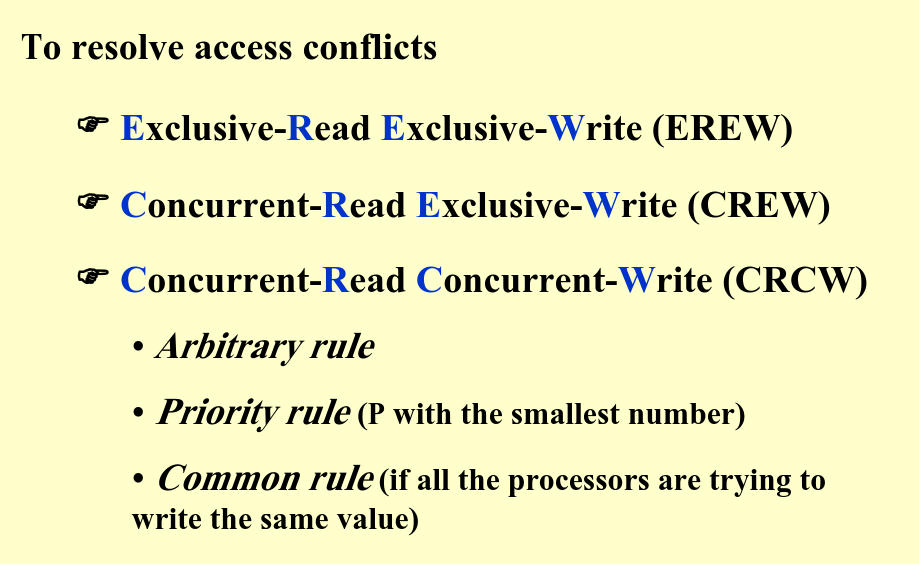 To resolve access conflicts
☞ Exclusive-Read Exclusive-Write (EREW)
☞ Concurrent-Read Exclusive-Write (CREW)
☞ Concurrent-Read Concurrent-Write (CRCW)
• Arbitrary rule
• Priority rule (P with the smallest number)
• Common rule (if all the processors are trying to
write the same value)